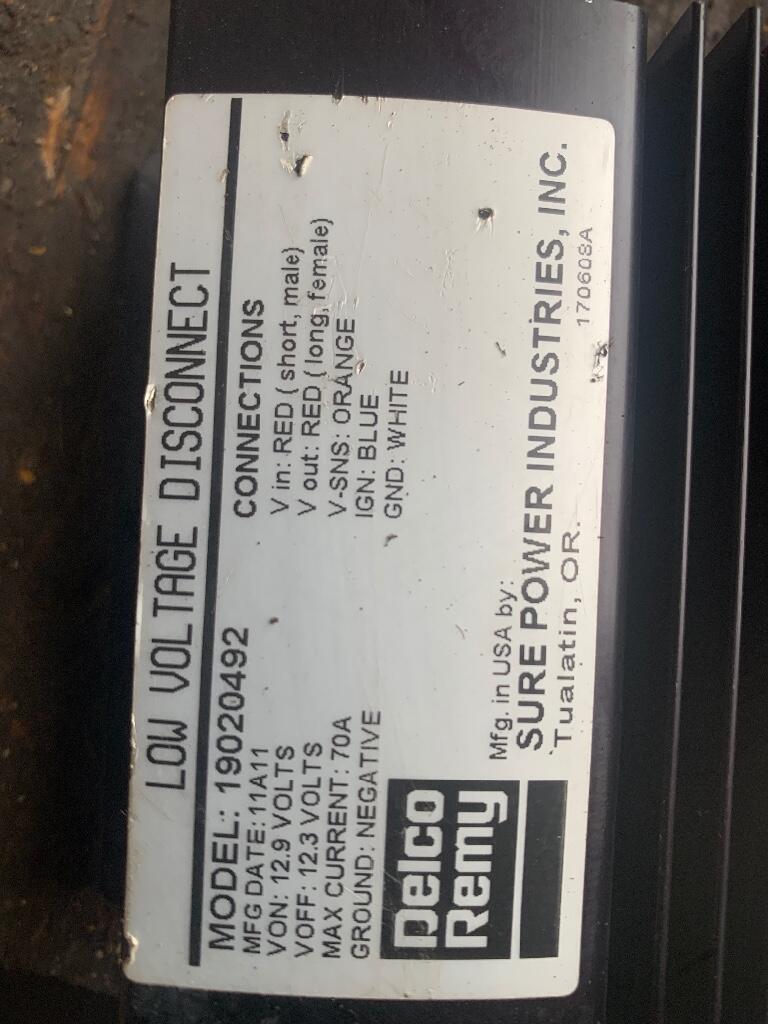 LOW VOLTAGE DISCONNECT
MODEL: 19020492
MFG DATE: 11A11
VON: 12.9 VOLTS
VOFF: 12.3 VOLTS
MAX CURRENT: 70A
GROUND: NEGATIVE
CONNECTIONS
V in: RED ( short, male)
V out: RED ( long, female)
V-SNS: ORANGE
IGN: BLUE
GND: WHITE
Delco
Remy
Mfg. in USA by:
SURE POWER INDUSTRIES, INC.
Tualatin, OR.
170608A